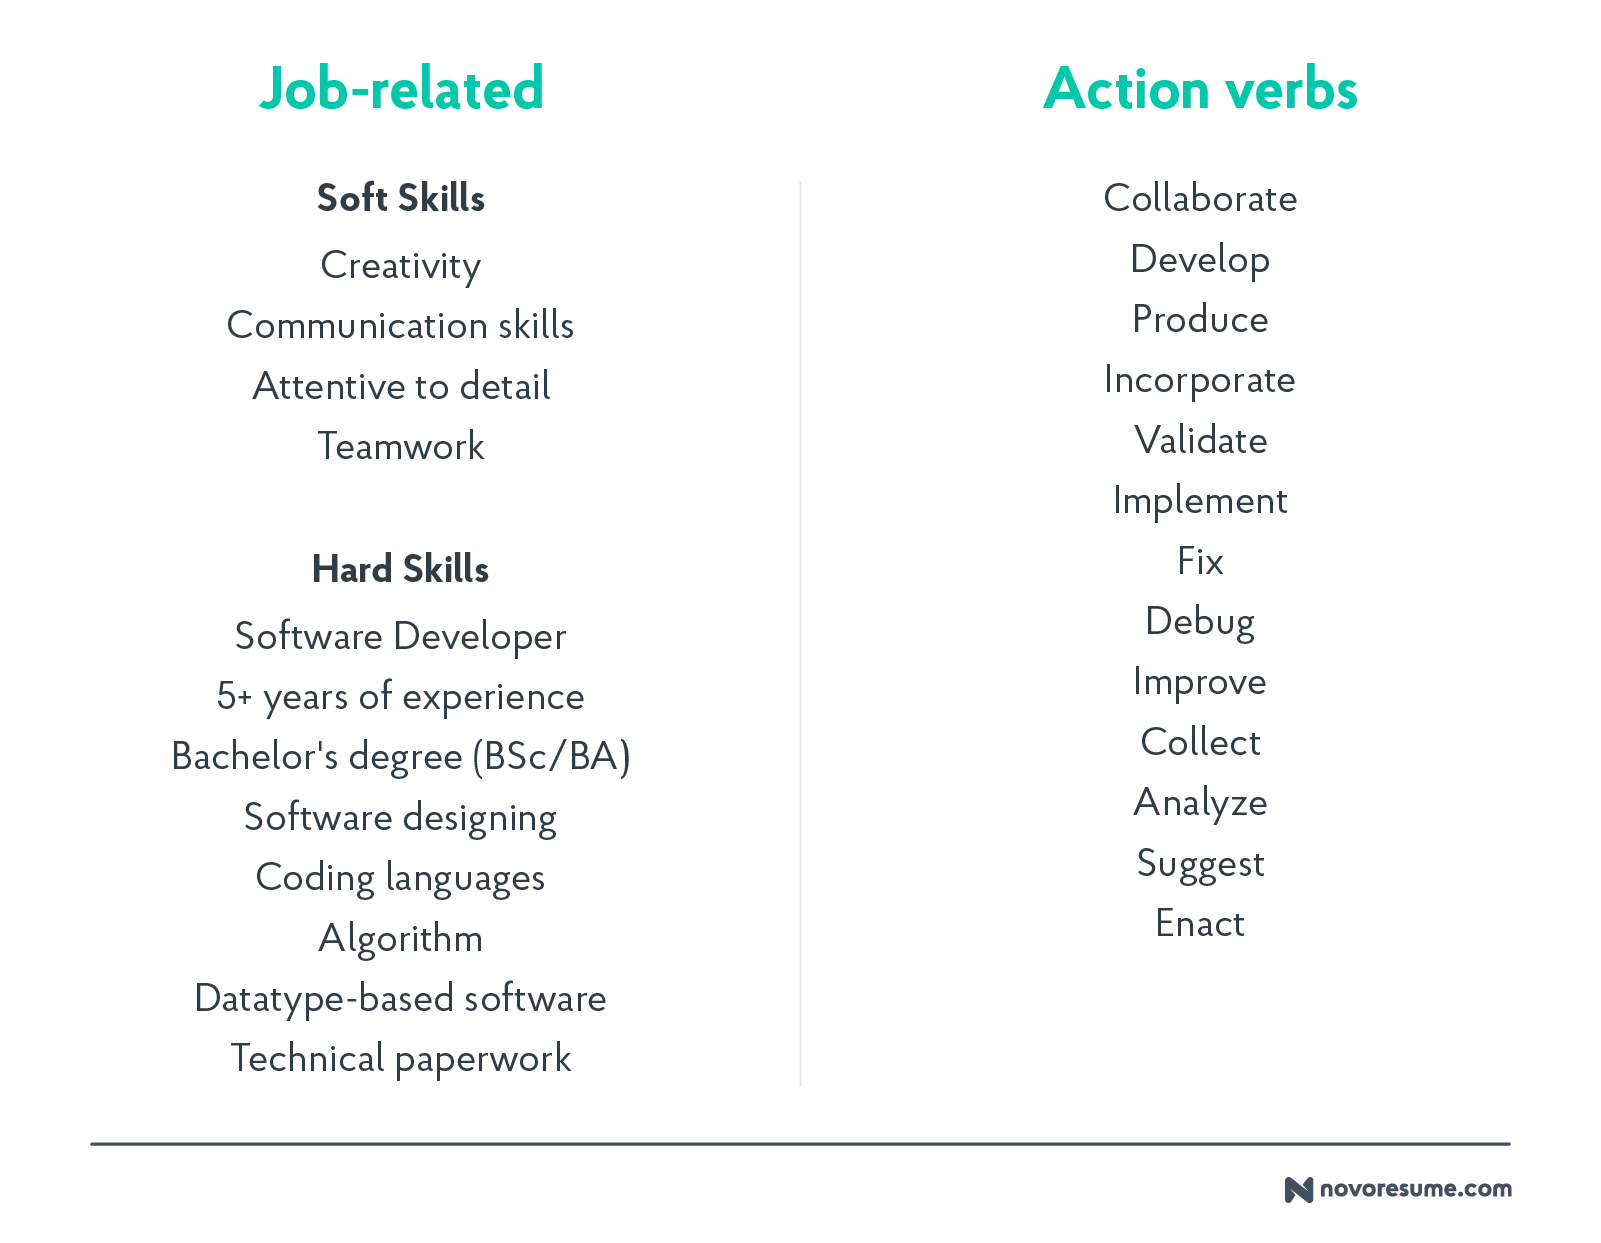 Job-related
Soft Skills
Creativity
Communication skills
Attentive to detail
Teamwork
Hard Skills
Software Developer
5+ years of experience
Bachelor's degree (BSc/BA)
Software designing
Coding languages
Algorithm
Datatype-based software
Technical paperwork
Action verbs
Collaborate
Develop
Produce
Incorporate
Validate
Implement
Fix
Debug
Improve
Collect
Analyze
Suggest
Enact
novoresume.com